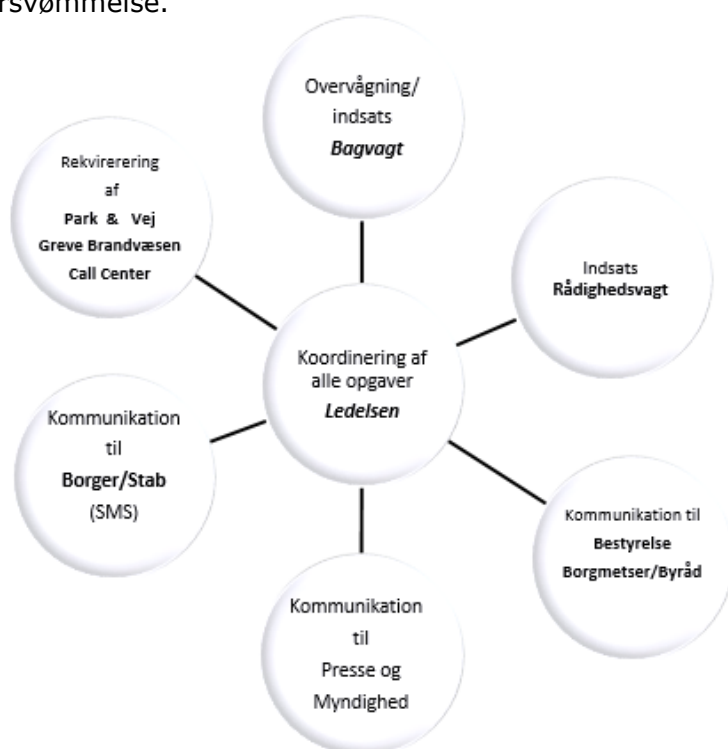 rsvømmelse.
Overvågning/
indsats
Bagvagt
Rekvirerering
af
Park & Vej
Greve Brandvæsen
Call Center
Indsats
Rådighedsvagt
Koordinering af
alle opgaver
Ledelsen
Kommunikation
til
Borger/Stab
(SMS)
Kommunikation til
Bestyrelse
Borgmetser/Byråd
Kommunikation
til
Presse og
Myndighed